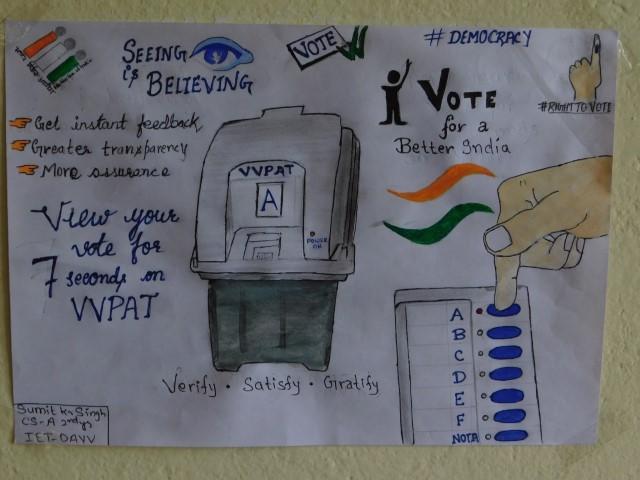 SEEING
is BELIEVING
VOTE
# DEMOCRACY
#RIGHT TO VOTE
VOTE
for a
Better India
Get instant feedback
Greater tranxparency
More assurance
View your
vote for
7 seconds on
VVPAT
VVPAT
A
POWER
ON
A
B
C
D
E
F
NOTA
Verify • Satisfy • Gratify
Sumit Kr Singh
CS-A 2nd yr
IET-DAVV